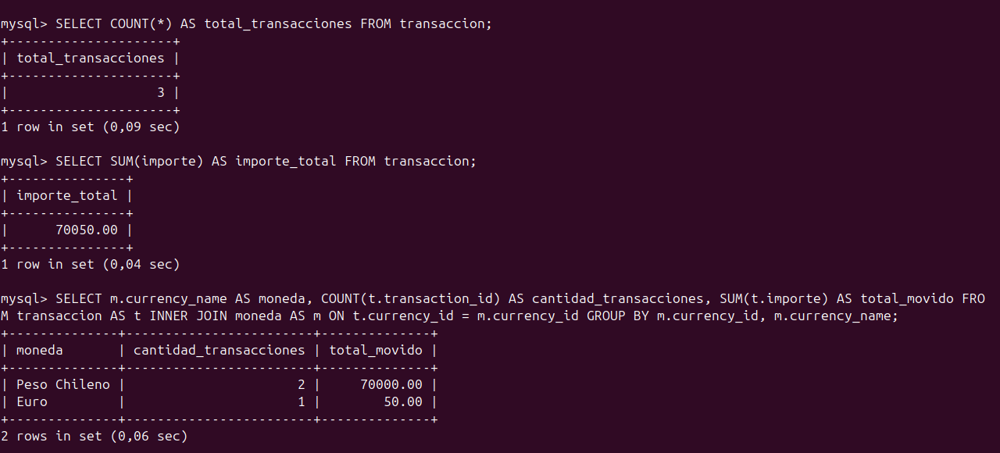 mysql> SELECT COUNT(*) AS total_transacciones FROM transaccion;
+---------------------+
| total_transacciones |
+---------------------+
|                   3 |
+---------------------+
1 row in set (0,09 sec)

mysql> SELECT SUM(importe) AS importe_total FROM transaccion;
+---------------+
| importe_total |
+---------------+
|      70050.00 |
+---------------+
1 row in set (0,04 sec)

mysql> SELECT m.currency_name AS moneda, COUNT(t.transaction_id) AS cantidad_transacciones, SUM(t.importe) AS total_movido FRO
M transaccion AS t INNER JOIN moneda AS m ON t.currency_id = m.currency_id GROUP BY m.currency_id, m.currency_name;
+--------------+------------------------+--------------+
| moneda       | cantidad_transacciones | total_movido |
+--------------+------------------------+--------------+
| Peso Chileno |                      2 |     70000.00 |
| Euro         |                      1 |        50.00 |
+--------------+------------------------+--------------+
2 rows in set (0,06 sec)